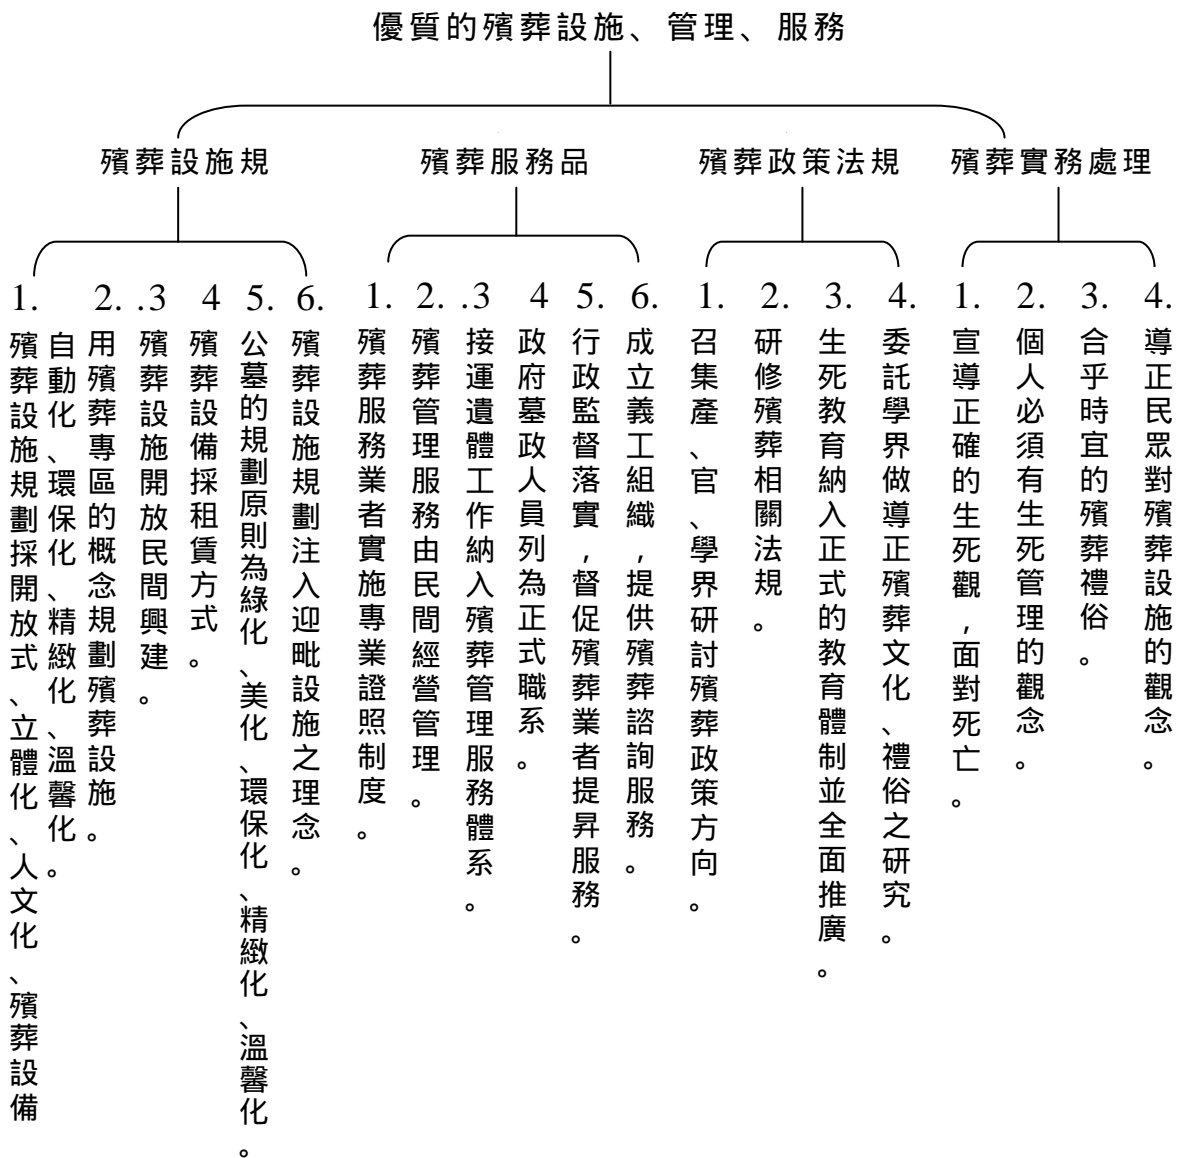 優質的殯葬設施、管理、服務
殯葬設施規
殯葬服務品
殯葬政策法規
殯葬實務處理
1.
殯葬設施規劃採開放式、立體化、人文化、殯葬設備
自動化、環保化、精緻化、溫馨化。
2.
用殯葬專區的概念規劃殯葬設施。
.3
殯葬設施開放民間興建。
4
殯葬設備採租賃方式。
5.
公墓的規劃原則為綠化、美化、環保化、精緻化、溫馨化。
6.
殯葬設施規劃注入迎毗設施之理念。
1.
殯葬服務業者實施專業證照制度。
2.
殯葬管理服務由民間經營管理。
.3
接運遺體工作納入殯葬管理服務體系。
4
政府墓政人員列為正式職系。
5.
行政監督落實,督促殯葬業者提昇服務。
6.
成立義工組織,提供殯葬諮詢服務。
1.
召集產、官、學界研討殯葬政策方向。
2.
研修殯葬相關法規。
3.
生死教育納入正式的教育體制並全面推廣。
4.
委託學界做導正殯葬文化、禮俗之研究。
1.
宣導正確的生死觀,面對死亡。
2.
個人必須有生死管理的觀念。
3.
合乎時宜的殯葬禮俗。
4.
導正民眾對殯葬設施的觀念。